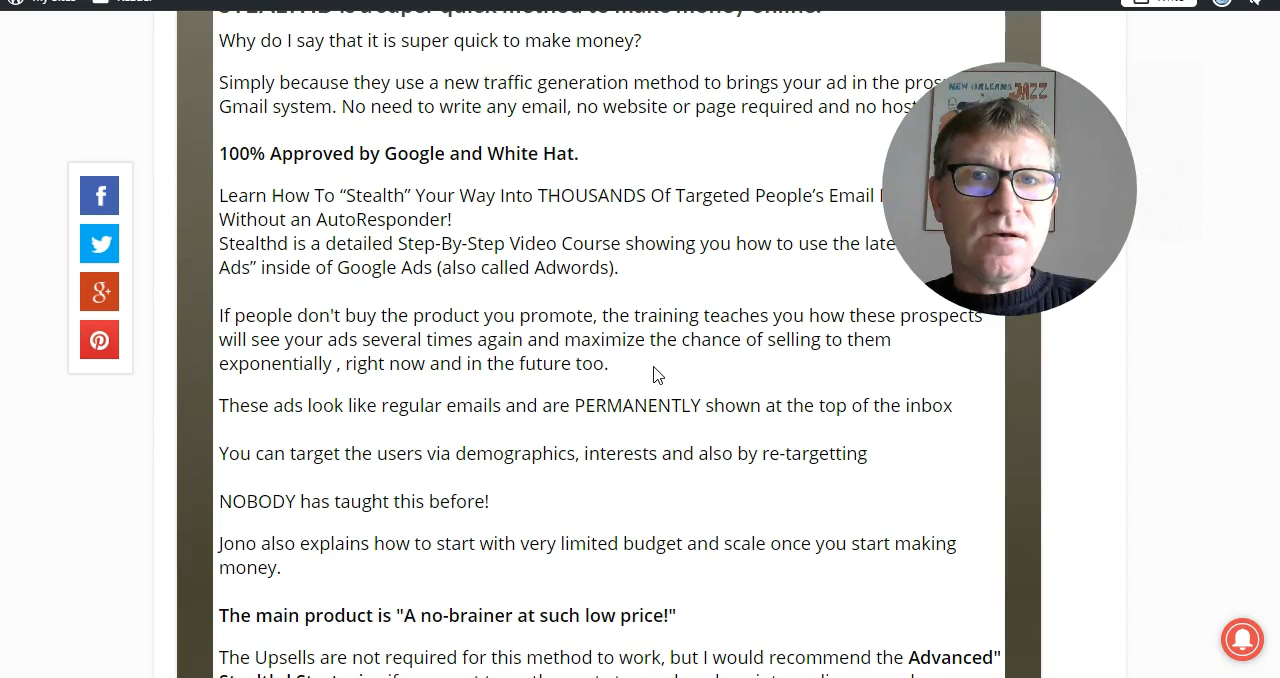 STEALTHD is a super quick method to make money online.
Why do I say that it is super quick to make money?
Simply because they use a new traffic generation method to brings your ad in the
Gmail system. No need to write any email, no website or page required and no
NEW ORLEANS JAZZ
100% Approved by Google and White Hat.
Learn How To “Stealth” Your Way Into THOUSANDS Of Targeted People’s Email
Without an AutoResponder!
Stealthd is a detailed Step-By-Step Video Course showing you how to use the
Ads” inside of Google Ads (also called Adwords).
If people don't buy the product you promote, the training teaches you how these prospects
will see your ads several times again and maximize the chance of selling to them
exponentially , right now and in the future too.
These ads look like regular emails and are PERMANENTLY shown at the top of the inbox
You can target the users via demographics, interests and also by re-targetting
NOBODY has taught this before!
Jono also explains how to start with very limited budget and scale once you start making
money.
The main product is "A no-brainer at such low price!"
The Upsells are not required for this method to work, but I would recommend the Advanced"